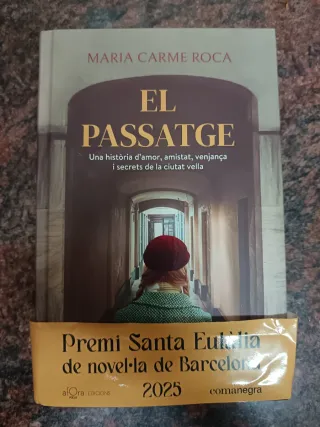 MARIA CARME ROCA
EL
PASSATGE
Una història d'amor, amistat, venjança
i secrets de la ciutat vella
Premi Santa Eulàlia
de novel·la de Barcelona
2025
comanegra